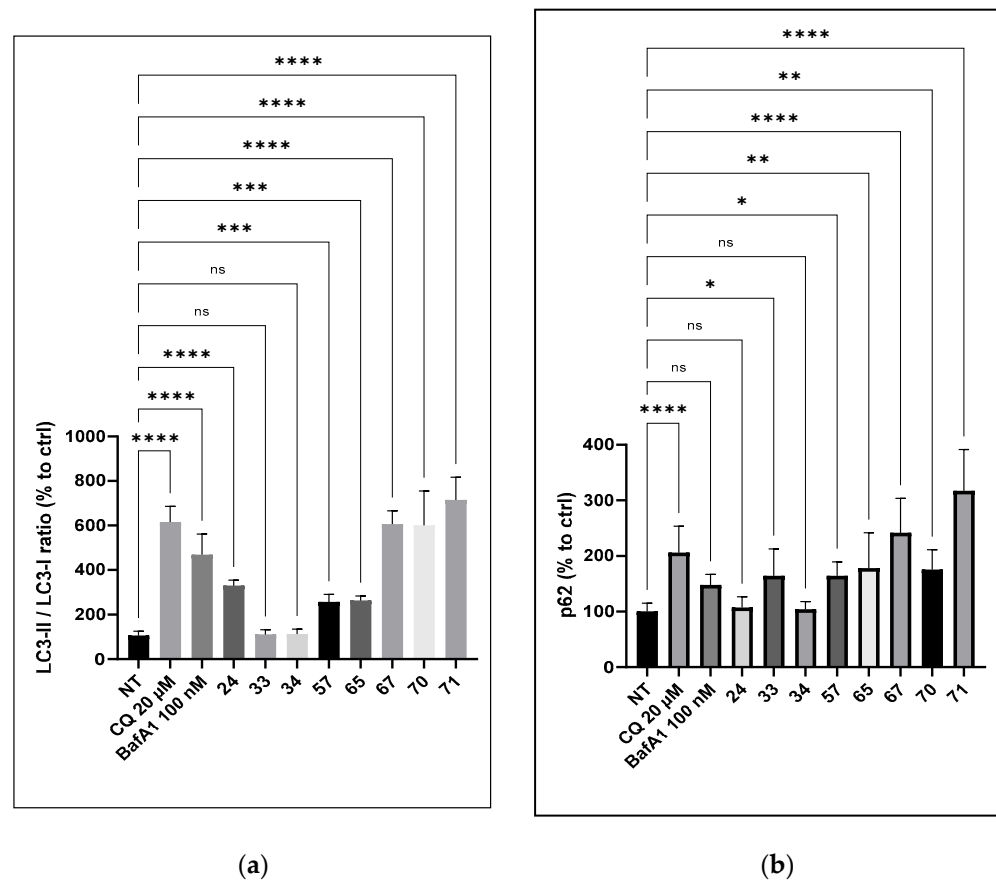 ****
****
****
***
***
ns
ns
****
****
****
LC3-II / LC3-I ratio (% to ctrl)
1000
800
600
400
200
0
NT
CQ 20 µM
BafA1 100 nM
24
33
34
57
65
67
70
71
(a)
****
**
****
**
*
ns
*
ns
ns
****
p62 (% to ctrl)
400
300
200
100
0
NT
CQ 20 µM
BafA1 100 nM
24
33
34
57
65
67
70
71
(b)